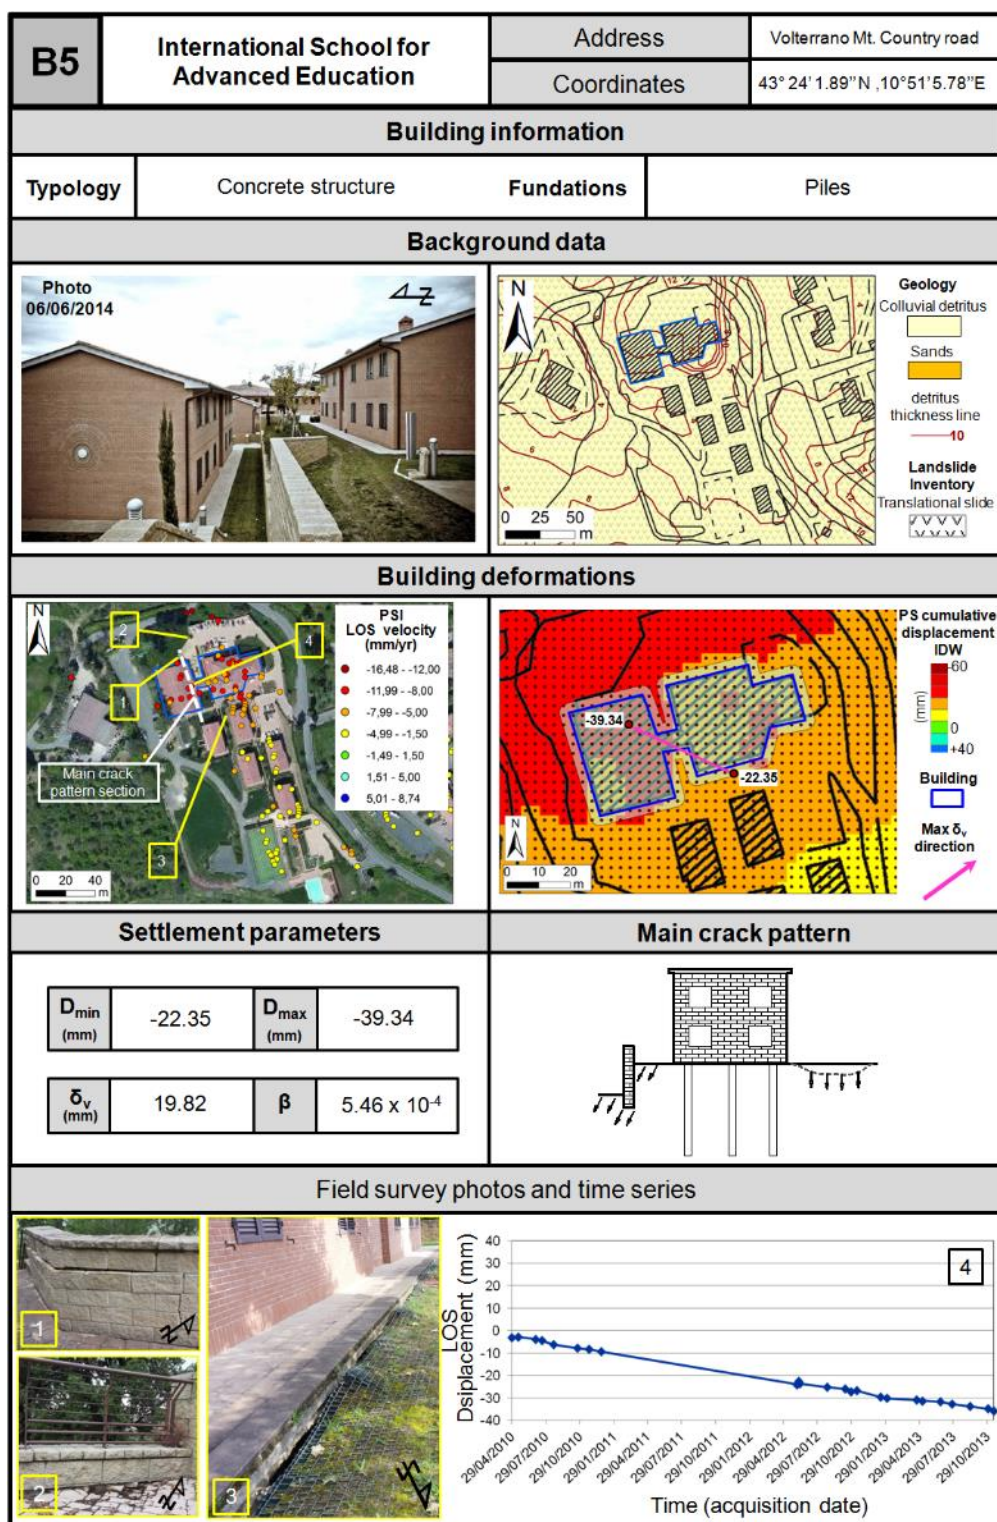 B5
International School for
Advanced Education
Address
Volterrano Mt. Country road
Coordinates
43° 24' 1.89’’N ,10°51’5.78’’E
Building information
Typology
Concrete structure
Fundations
Piles
Background data
Photo
06/06/2014
Z
N
0 25 50
m
Geology
Colluvial detritus
Sands
detritus
thickness line
10
Landslide
Inventory
Translational slide
Building deformations
N
2
4
1
Main crack
pattern section
3
0 20 40
m
PSI
LOS velocity
(mm/yr)
-16,48 - -12,00
-11,99 - -8,00
-7,99 - -5,00
-4,99 - -1,50
-1,49 - 1,50
1,51 - 5,00
5,01 - 8,74
-39.34
-22.35
N
0 10 20
m
PS cumulative
displacement
IDW
-60
(mm)
0
+40
Building
Max δv
direction
Settlement parameters
Main crack pattern
Dmin
(mm)
-22.35
Dmax
(mm)
-39.34
δv
(mm)
19.82
β
5.46 x 10-4
Field survey photos and time series
1
Z
2
Z
3
4
LOS
Dsiplacement (mm)
40
30
20
10
0
-10
-20
-30
-40
29/04/2010
29/07/2010
29/10/2010
29/01/2011
29/04/2011
29/07/2011
29/10/2011
29/01/2012
29/04/2012
29/07/2012
29/10/2012
29/01/2013
29/04/2013
29/07/2013
29/10/2013
Time (acquisition date)